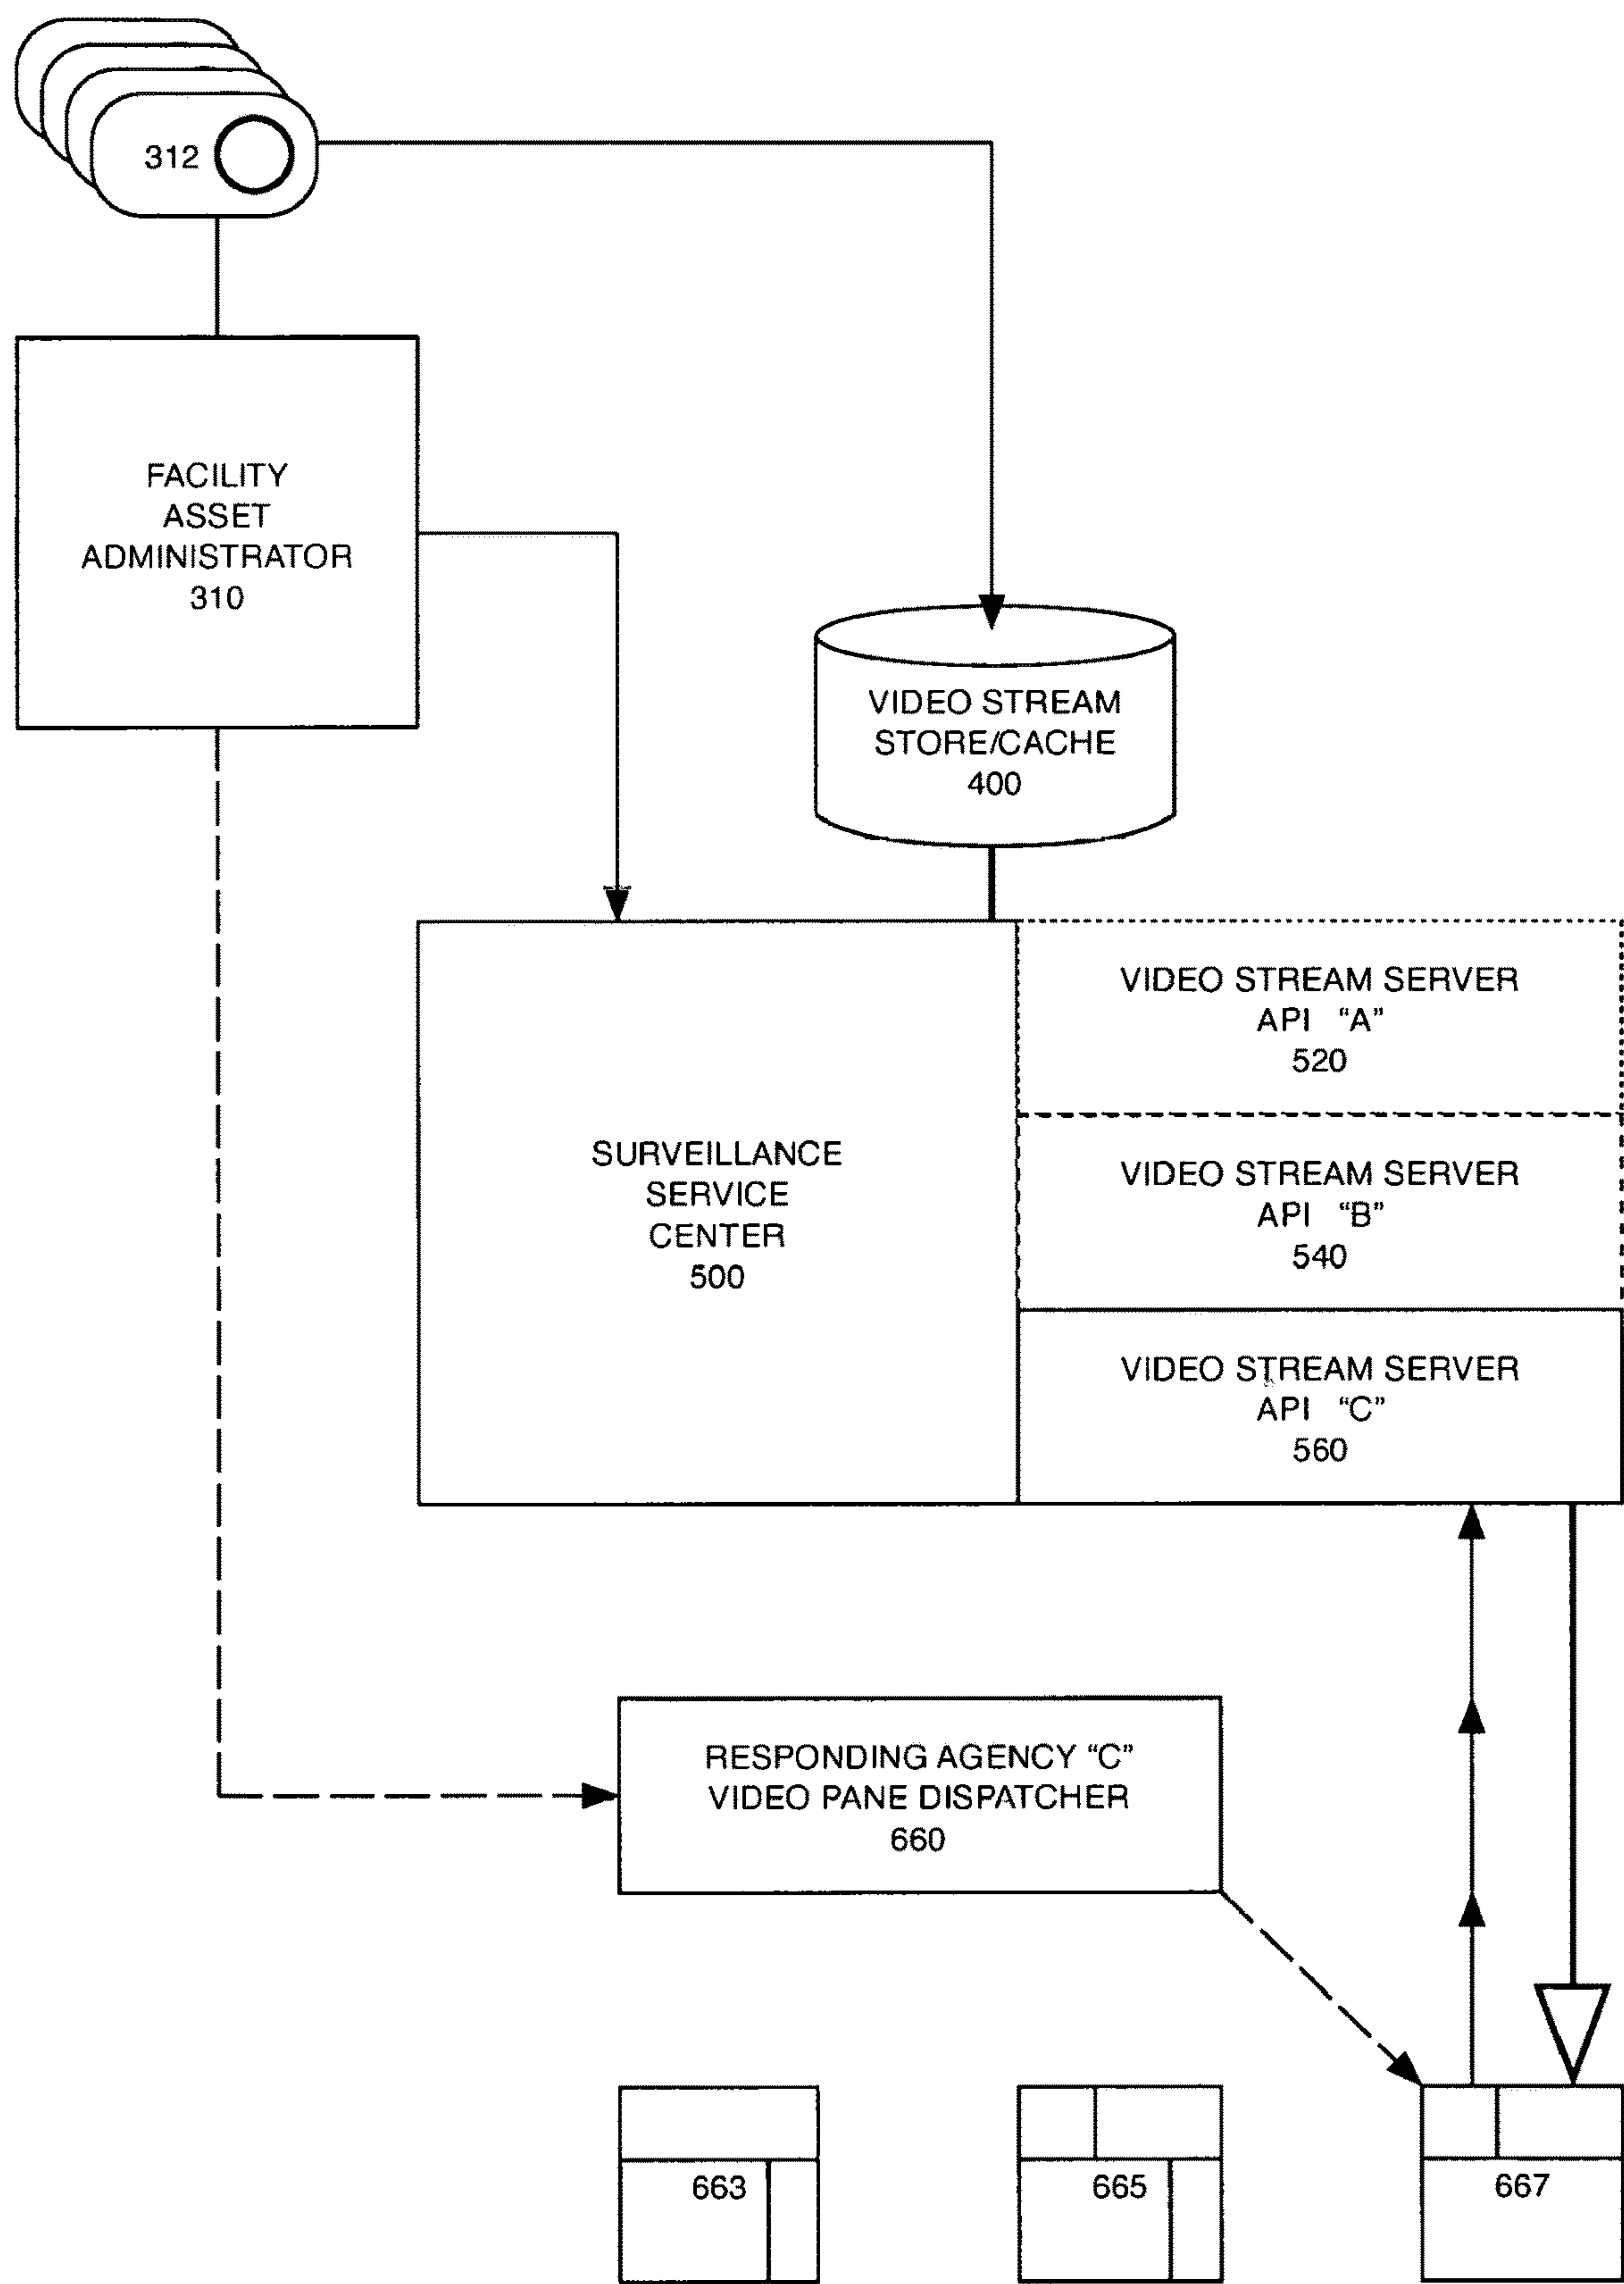 312
FACILITY
ASSET
ADMINISTRATOR
310
VIDEO STREAM
STORE/CACHE
400
VIDEO STREAM SERVER
API “A”
520
SURVEILLANCE
SERVICE
CENTER
500
VIDEO STREAM SERVER
API “B”
540
VIDEO STREAM SERVER
API “C”
560
RESPONDING AGENCY “C”
VIDEO PANE DISPATCHER
660
663
665
667